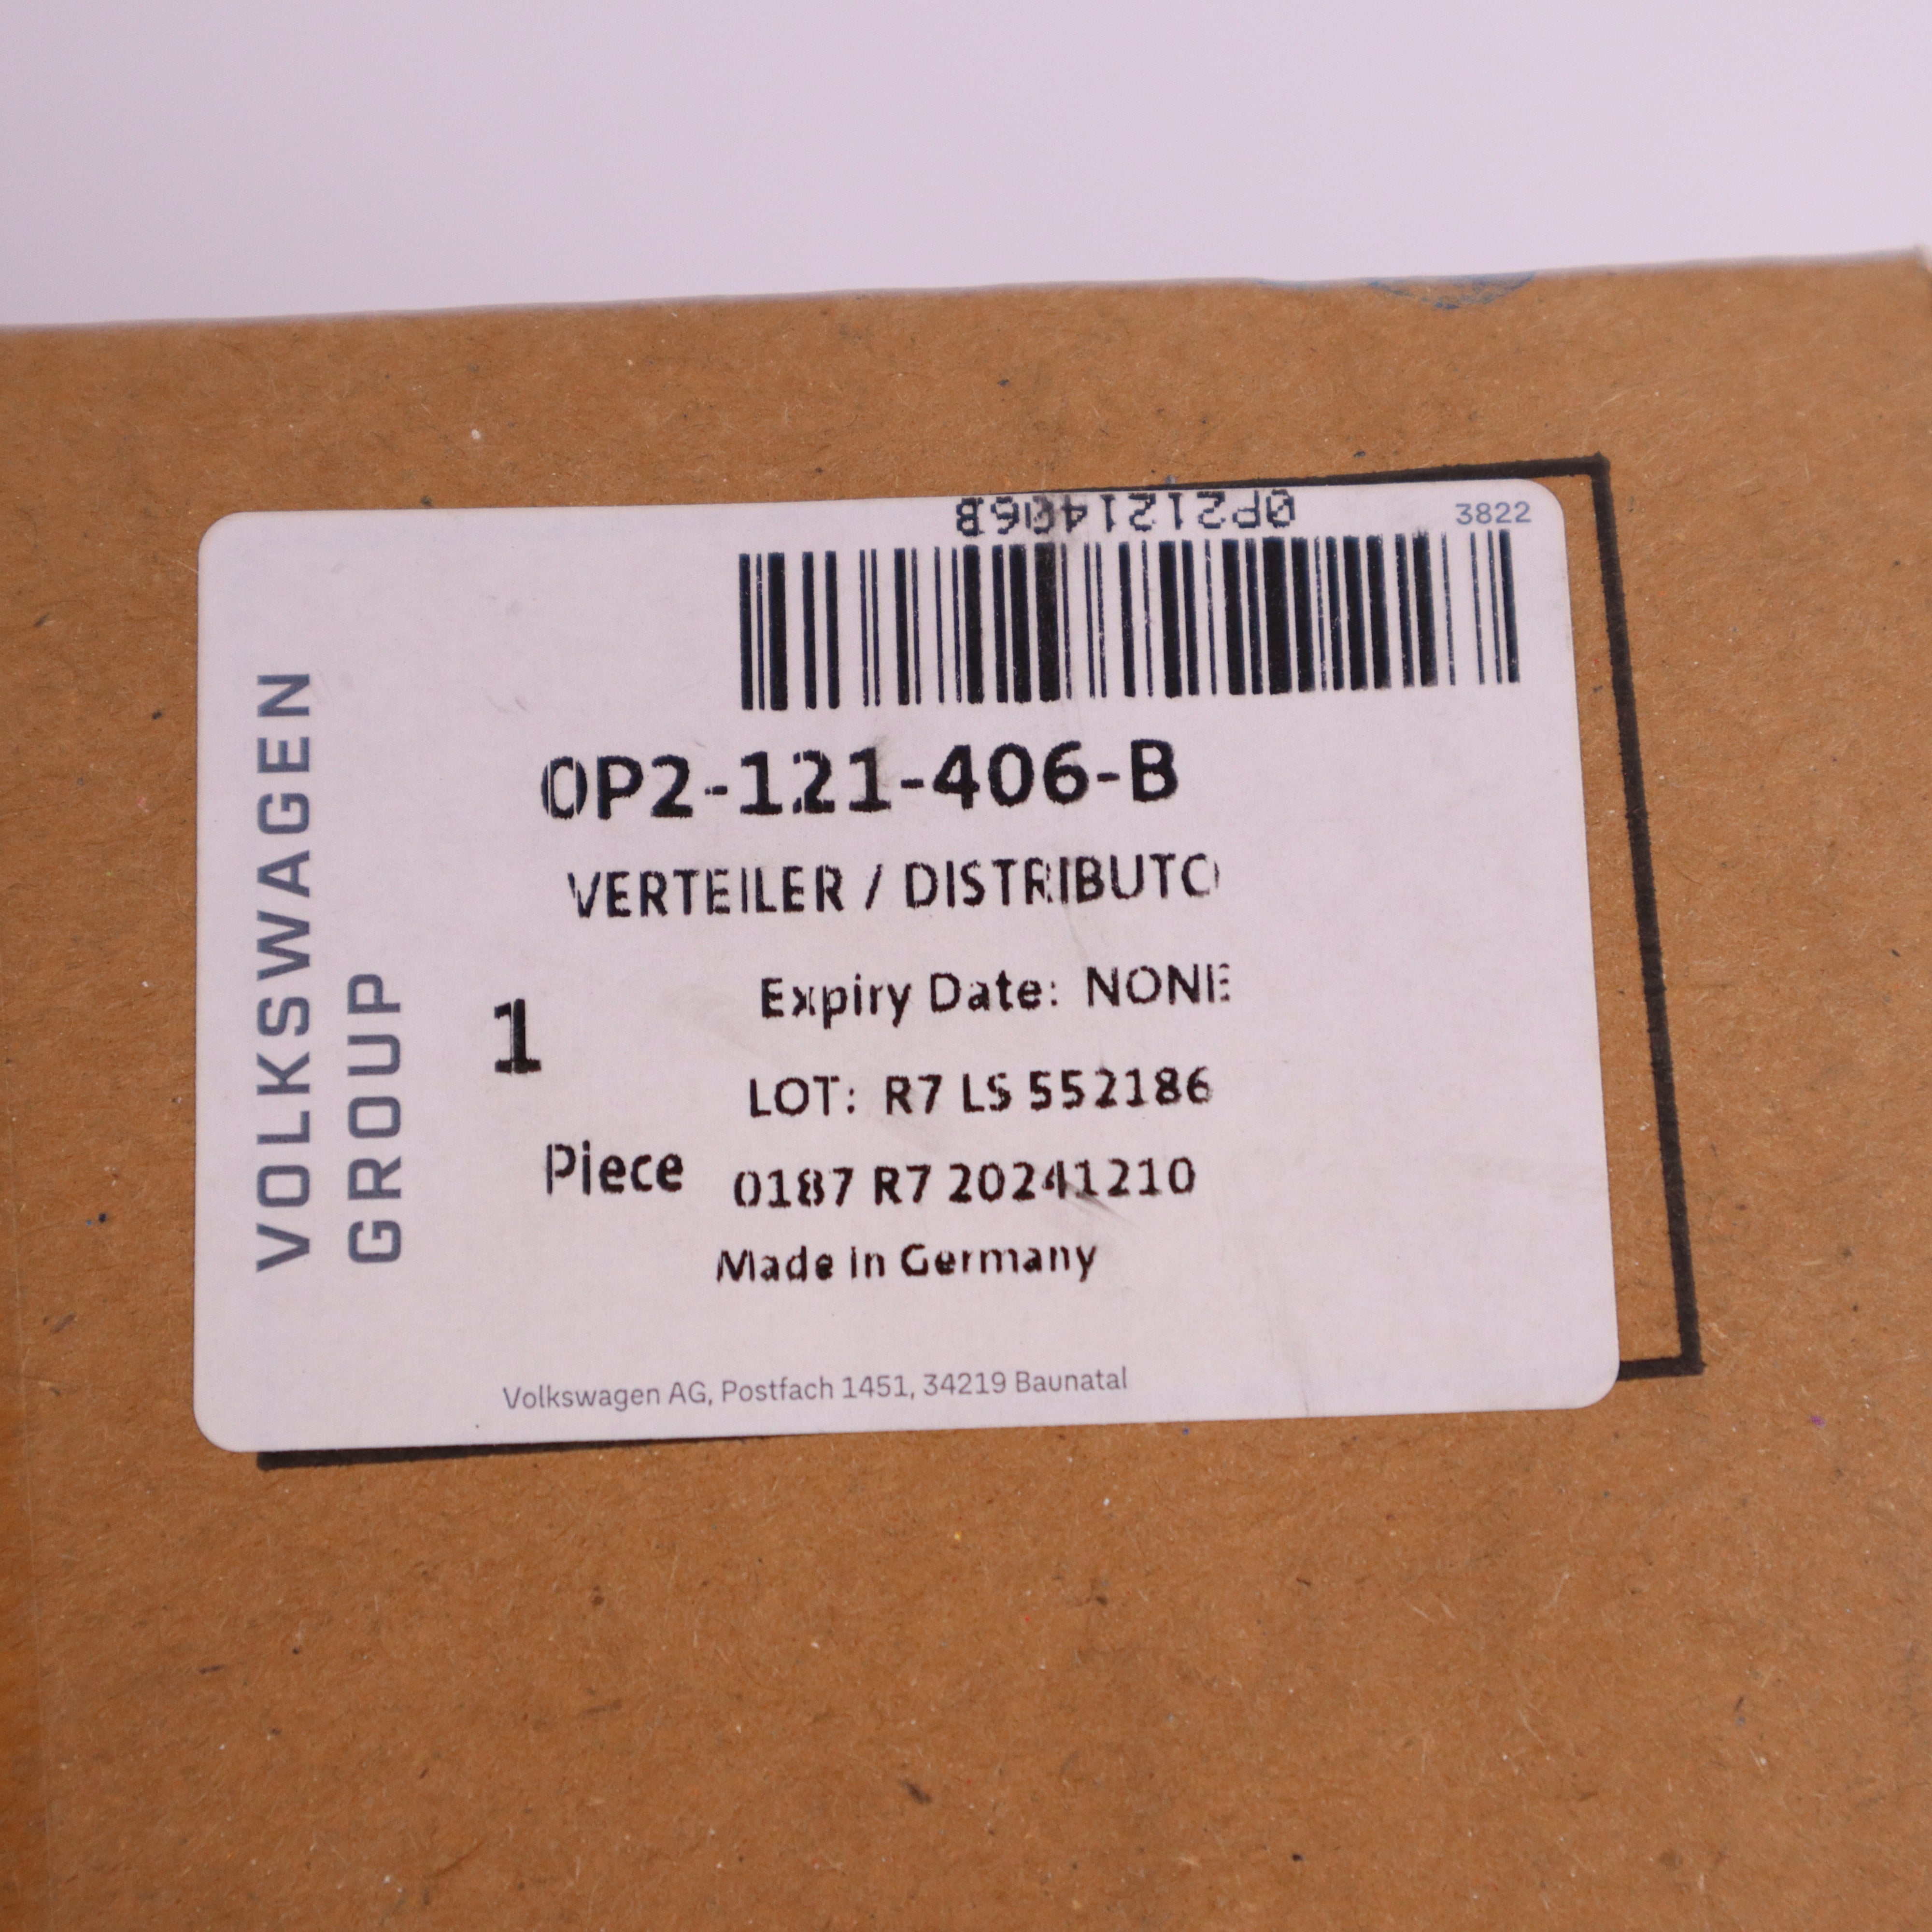 0P2121406B
3822
0P2-121-406-B
VERTEILER / DISTRIBUTO
Expiry Date: NONE
1
LOT: R7 LS 552186
Piece
0187 R7 20241210
Made in Germany
Volkswagen AG, Postfach 1451, 34219 Baunatal
VOLKSWAGEN
GROUP